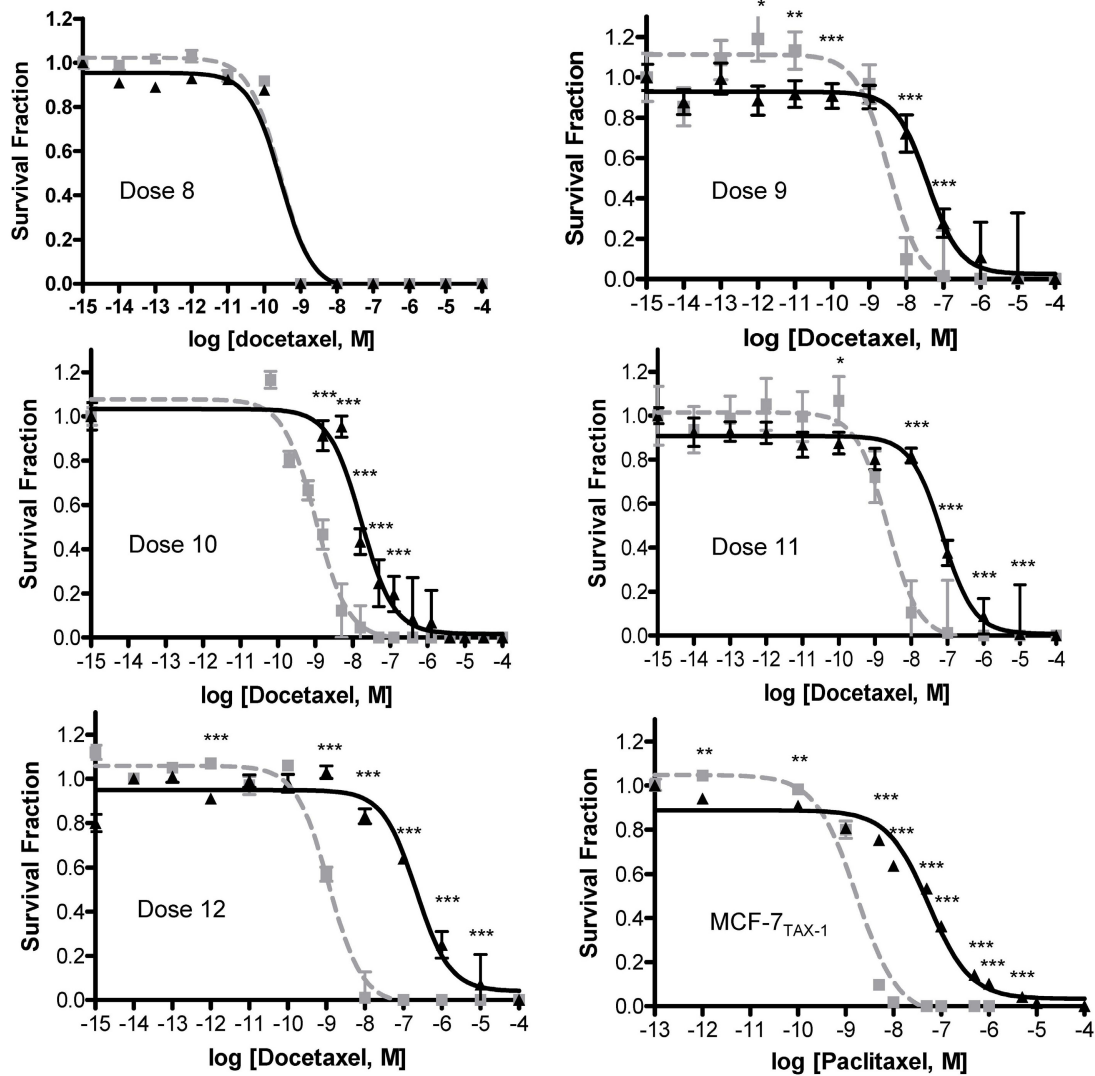 1.2
1.0
0.8
0.6
0.4
0.2
0.0
Survival Fraction
Dose 8
-15 -14 -13 -12 -11 -10 -9 -8 -7 -6 -5 -4
log [docetaxel, M]
* ** *** *** ***
1.2
1.0
0.8
0.6
0.4
0.2
0.0
Survival Fraction
Dose 9
-15 -14 -13 -12 -11 -10 -9 -8 -7 -6 -5 -4
log [Docetaxel, M]
*** *** *** *** ***
1.2
1.0
0.8
0.6
0.4
0.2
0.0
Survival Fraction
Dose 10
-15 -14 -13 -12 -11 -10 -9 -8 -7 -6 -5 -4
log [Docetaxel, M]
* *** *** *** ***
1.2
1.0
0.8
0.6
0.4
0.2
0.0
Survival Fraction
Dose 11
-15 -14 -13 -12 -11 -10 -9 -8 -7 -6 -5 -4
log [Docetaxel, M]
*** *** *** *** *** ***
1.2
1.0
0.8
0.6
0.4
0.2
0.0
Survival Fraction
Dose 12
-15 -14 -13 -12 -11 -10 -9 -8 -7 -6 -5 -4
log [Docetaxel, M]
** ** *** *** *** *** *** *** ***
1.2
1.0
0.8
0.6
0.4
0.2
0.0
Survival Fraction
MCF-7TAX-1
-13 -12 -11 -10 -9 -8 -7 -6 -5 -4
log [Paclitaxel, M]